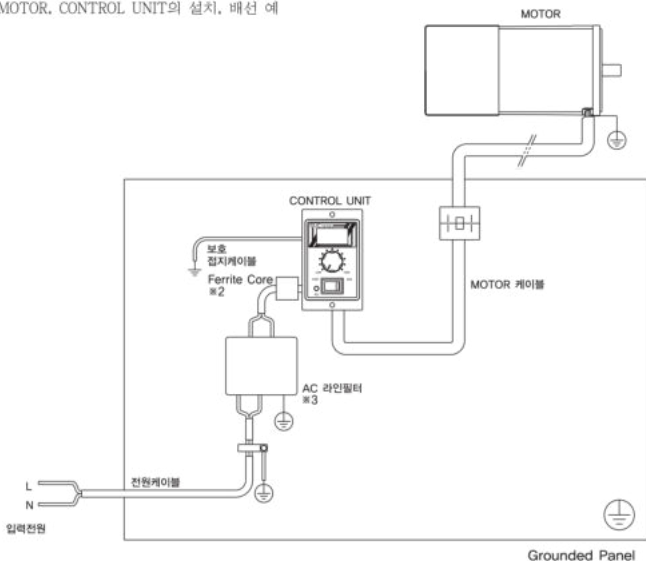 MOTOR, CONTROL UNIT의 설치, 배선 예
MOTOR
CONTROL UNIT
보호
접지케이블
Ferrite Core
※2
MOTOR 케이블
AC 라인필터
※3
전원케이블
L
N
입력전원
Grounded Panel